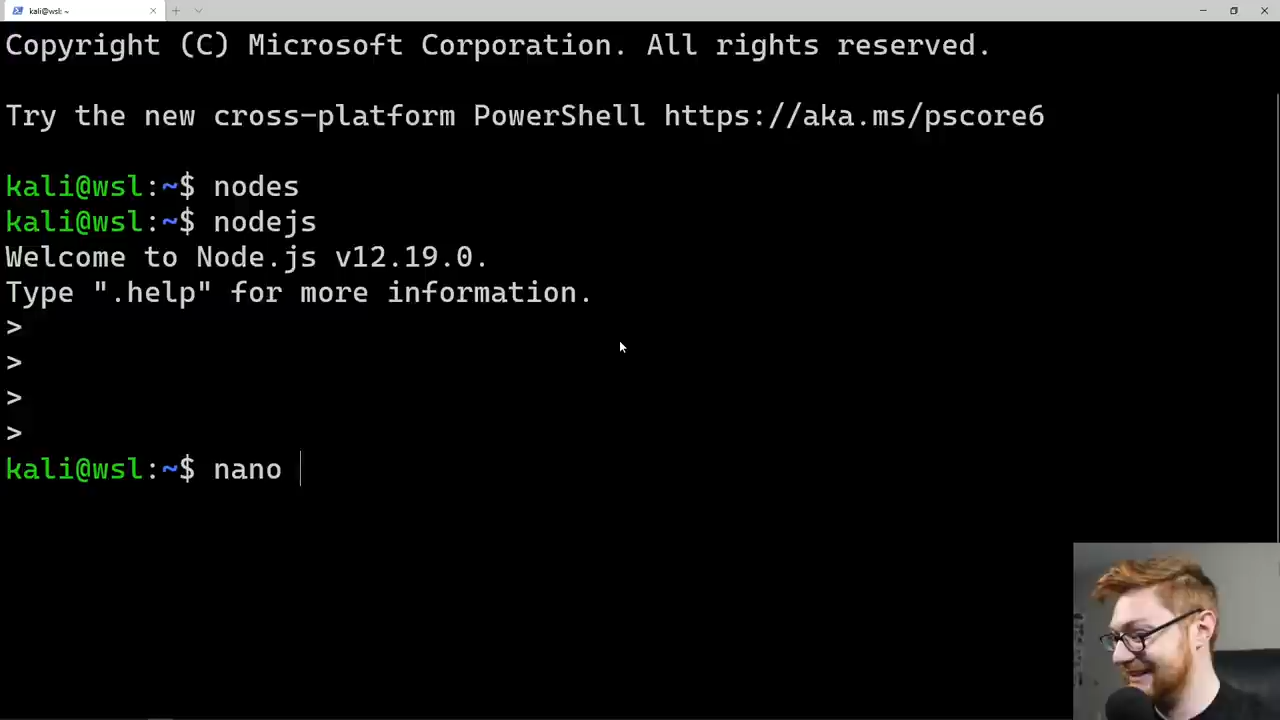 kali@wsl: ~
Copyright (C) Microsoft Corporation. All rights reserved.
Try the new cross-platform PowerShell https://aka.ms/pscore6
kali@wsl:~$ nodes
kali@wsl:~$ nodejs
Welcome to Node.js v12.19.0.
Type ".help" for more information.
>
>
>
>
kali@wsl:~$ nano